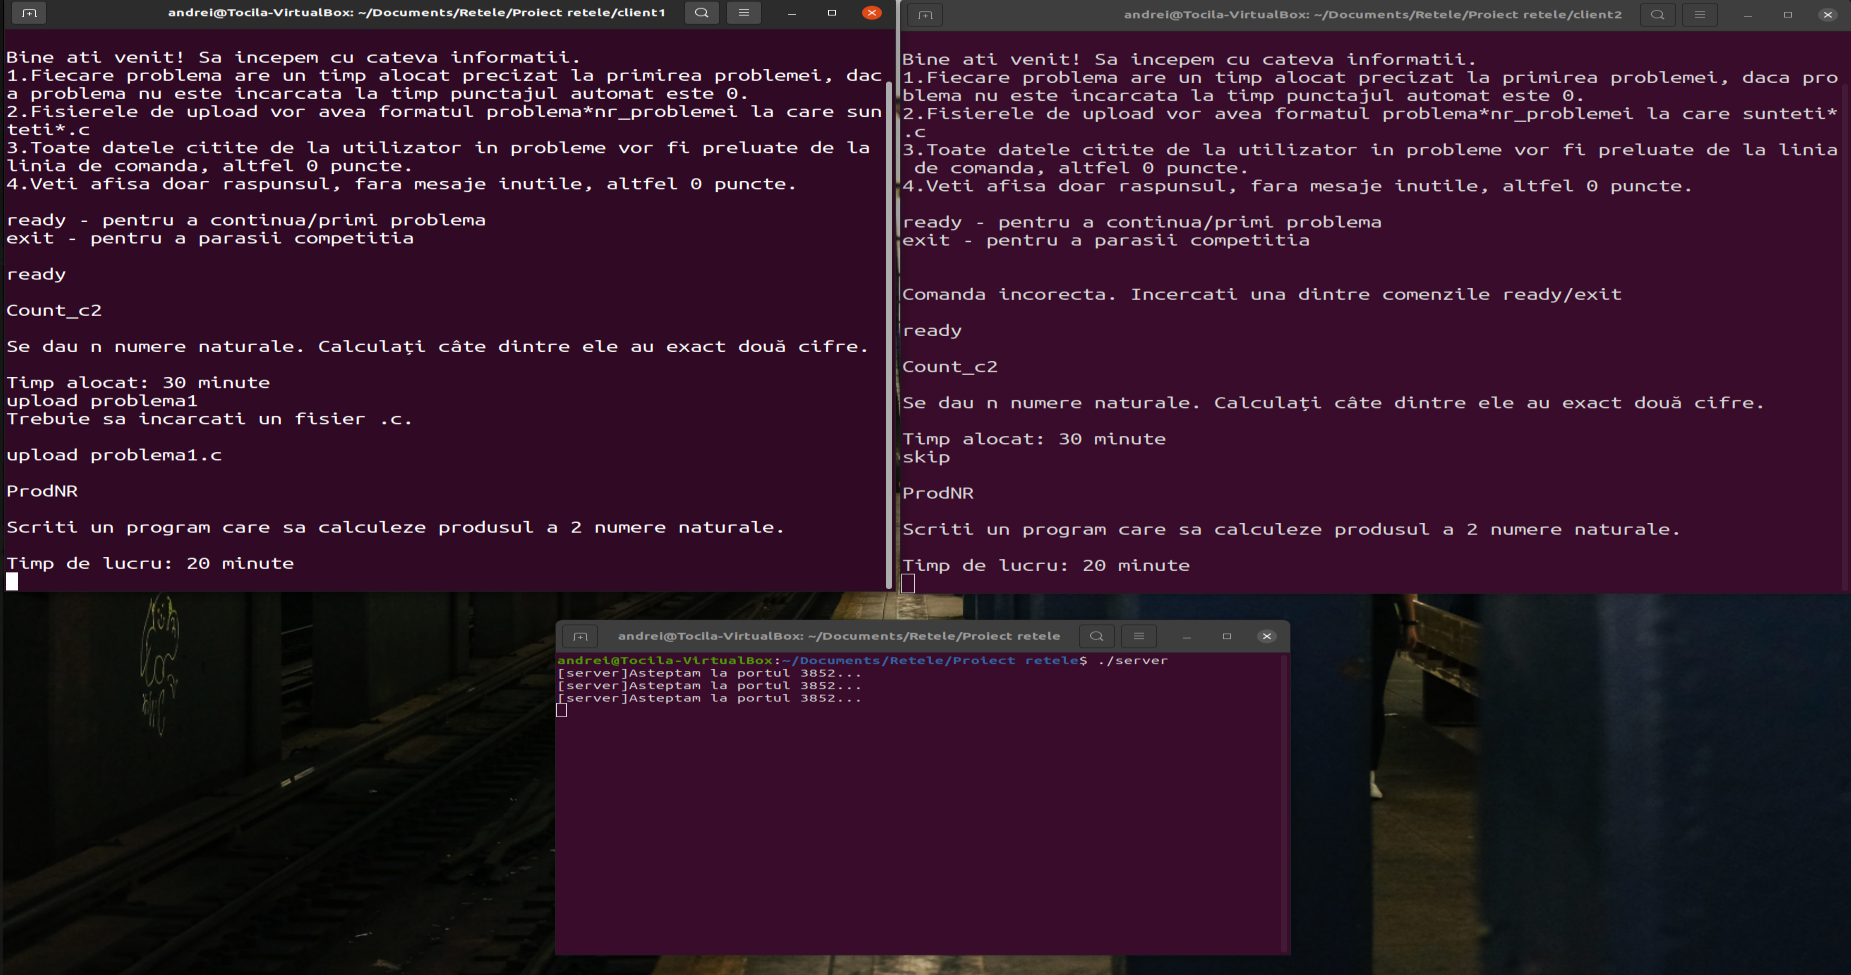 andrei@Tocila-VirtualBox: ~/Documents/Retele/Proiect retele/client1
Bine ati venit! Sa incepem cu cateva informatii.
1.Fiecare problema are un timp alocat precizat la primirea problemei, dac
a problema nu este incarcata la timp punctajul automat este 0.
2.Fisierele de upload vor avea formatul problema*nr_problemei la care sun
teti*.c
3.Toate datele citite de la utilizator in probleme vor fi preluate de la
linia de comanda, altfel 0 puncte.
4.Veti afisa doar raspunsul, fara mesaje inutile, altfel 0 puncte.
ready - pentru a continua/primi problema
exit - pentru a parasii competitia
ready
Count_c2
Se dau n numere naturale. Calculaţi câte dintre ele au exact două cifre.
Timp alocat: 30 minute
upload problema1
Trebuie sa incarcati un fisier .c.
upload problema1.c
ProdNR
Scriti un program care sa calculeze produsul a 2 numere naturale.
Timp de lucru: 20 minute
andrei@Tocila-VirtualBox: ~/Documents/Retele/Proiect retele/client2
Bine ati venit! Sa incepem cu cateva informatii.
1.Fiecare problema are un timp alocat precizat la primirea problemei, daca pro
blema nu este incarcata la timp punctajul automat este 0.
2.Fisierele de upload vor avea formatul problema*nr_problemei la care sunteti*
.c
3.Toate datele citite de la utilizator in probleme vor fi preluate de la linia
de comanda, altfel 0 puncte.
4.Veti afisa doar raspunsul, fara mesaje inutile, altfel 0 puncte.
ready - pentru a continua/primi problema
exit - pentru a parasii competitia
Comanda incorecta. Incercati una dintre comenzile ready/exit
ready
Count_c2
Se dau n numere naturale. Calculaţi câte dintre ele au exact două cifre.
Timp alocat: 30 minute
skip
ProdNR
Scriti un program care sa calculeze produsul a 2 numere naturale.
Timp de lucru: 20 minute
andrei@Tocila-VirtualBox: ~/Documents/Retele/Proiect retele
andrei@Tocila-VirtualBox:~/Documents/Retele/Proiect retele$ ./server
[server]Asteptam la portul 3852...
[server]Asteptam la portul 3852...
[server]Asteptam la portul 3852...